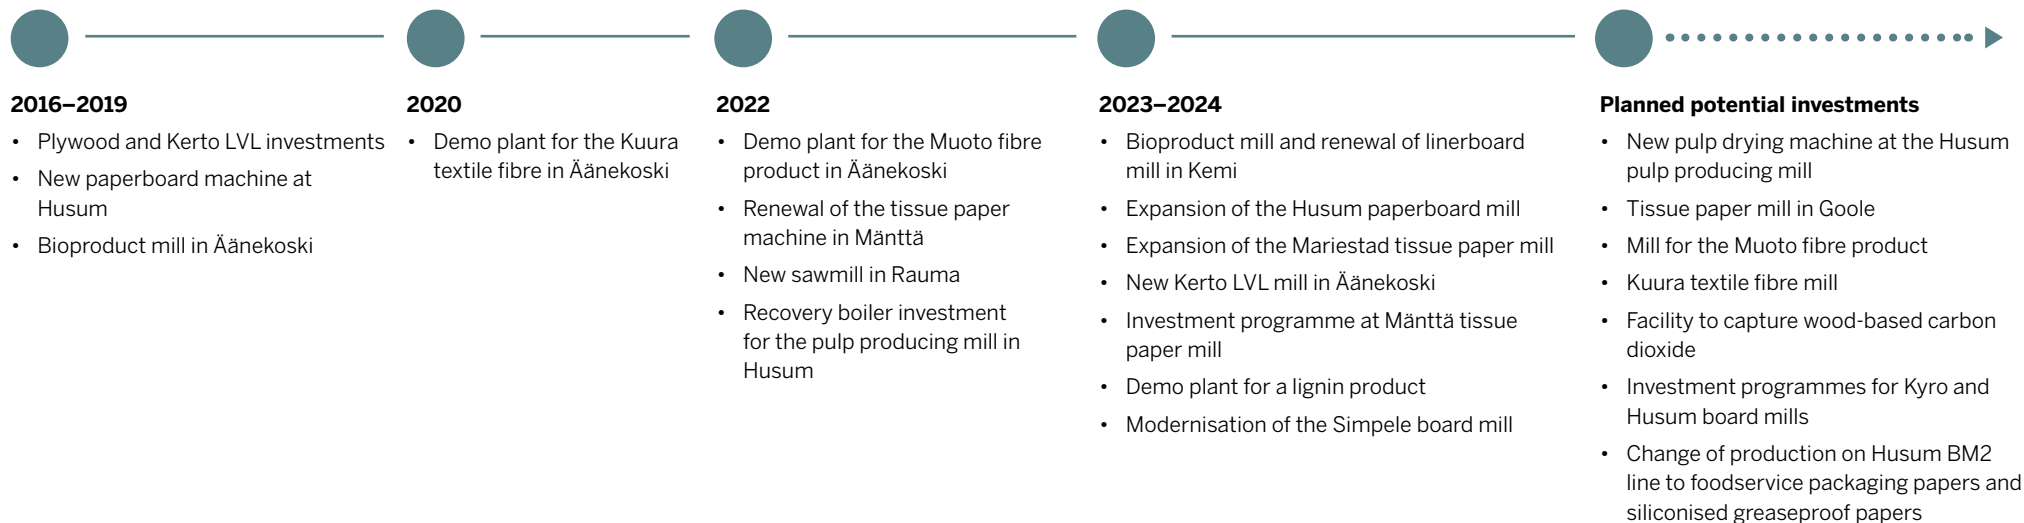 2016–2019
• Plywood and Kerto LVL investments
• New paperboard machine at
Husum
• Bioproduct mill in Äänekoski
2020
• Demo plant for the Kuura
textile fibre in Äänekoski
2022
• Demo plant for the Muoto fibre
product in Äänekoski
• Renewal of the tissue paper
machine in Mänttä
• New sawmill in Rauma
• Recovery boiler investment
for the pulp producing mill in
Husum
2023–2024
• Bioproduct mill and renewal of linerboard
mill in Kemi
• Expansion of the Husum paperboard mill
• Expansion of the Mariestad tissue paper mill
• New Kerto LVL mill in Äänekoski
• Investment programme at Mänttä tissue
paper mill
• Demo plant for a lignin product
• Modernisation of the Simpele board mill
Planned potential investments
• New pulp drying machine at the Husum
pulp producing mill
• Tissue paper mill in Goole
• Mill for the Muoto fibre product
• Kuura textile fibre mill
• Facility to capture wood-based carbon
dioxide
• Investment programmes for Kyro and
Husum board mills
• Change of production on Husum BM2
line to foodservice packaging papers and
siliconised greaseproof papers